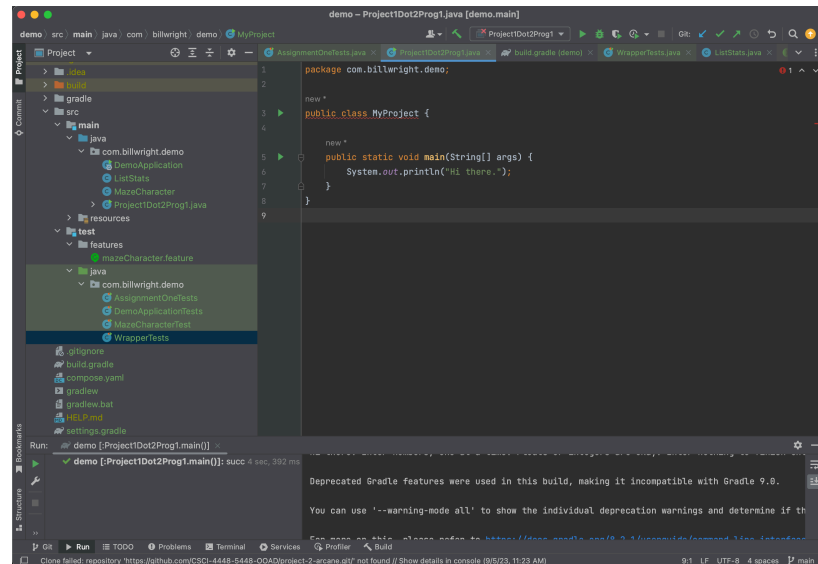 demo – Project1Dot2Prog1.java [demo.main]
demo › src › main › java › com › billwright › demo › MyProject
Project1Dot2Prog1
Git:
Project
AssignmentOneTests.java
Project1Dot2Prog1.java
build.gradle (demo)
WrapperTests.java
ListStats.java
.idea
build
gradle
src
main
java
com.billwright.demo
DemoApplication
ListStats
MazeCharacter
Project1Dot2Prog1.java
resources
test
features
mazeCharacter.feature
java
com.billwright.demo
AssignmentOneTests
DemoApplicationTests
MazeCharacterTest
WrapperTests
.gitignore
build.gradle
compose.yaml
gradlew
gradlew.bat
HELP.md
settings.gradle
Project
Commit
Bookmarks
Structure
1 package com.billwright.demo;
1
2
new *
3 public class MyProject {
4
new *
5 public static void main(String[] args) {
6 System.out.println("Hi there.");
7 }
8 }
9
Run: demo [:Project1Dot2Prog1.main()]
demo [:Project1Dot2Prog1.main()]: succ 4 sec, 392 ms
Deprecated Gradle features were used in this build, making it incompatible with Gradle 9.0.
You can use '--warning-mode all' to show the individual deprecation warnings and determine if th
Git Run TODO Problems Terminal Services Profiler Build
Clone failed: repository 'https://github.com/CSCI-4448-5448-OOAD/project-2-arcane.git/' not found // Show details in console (9/5/23, 11:23 AM)
9:1 LF UTF-8 4 spaces main